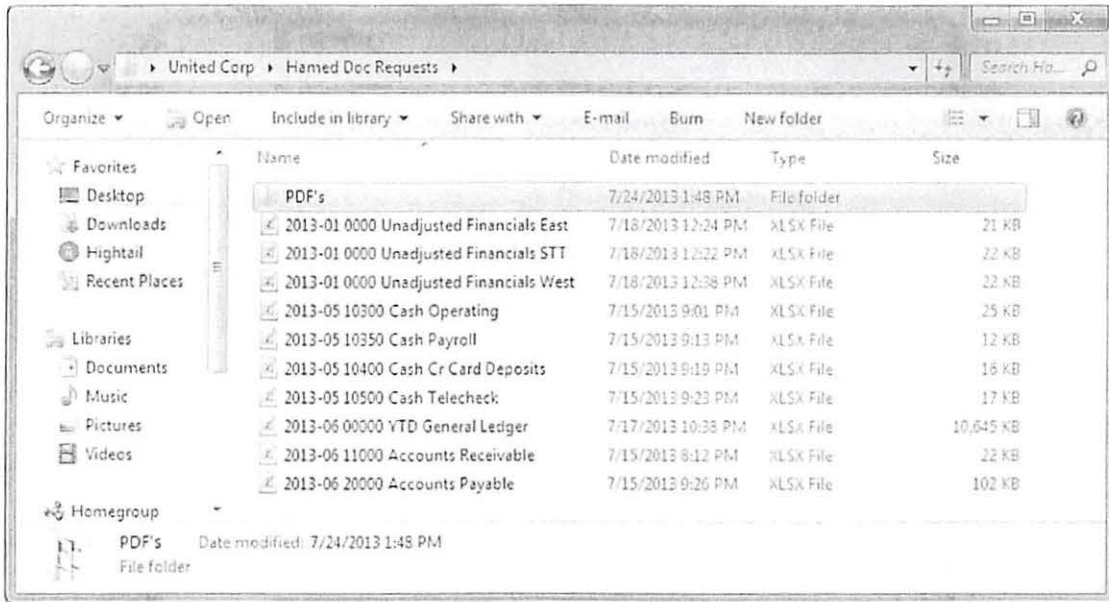 United Corp ▸ Hamed Doc Requests ▸
Search Ha...
Organize ▾ Open Include in library ▾ Share with ▾ E-mail Burn New folder
Favorites
Desktop
Downloads
Hightail
Recent Places
Libraries
Documents
Music
Pictures
Videos
Homegroup
Name Date modified Type Size
PDF's 7/24/2013 1:48 PM File folder
2013-01 0000 Unadjusted Financials East 7/18/2013 12:24 PM XLSX File 21 KB
2013-01 0000 Unadjusted Financials STT 7/18/2013 12:22 PM XLSX File 22 KB
2013-01 0000 Unadjusted Financials West 7/18/2013 12:38 PM XLSX File 22 KB
2013-05 10300 Cash Operating 7/15/2013 9:01 PM XLSX File 25 KB
2013-05 10350 Cash Payroll 7/15/2013 9:13 PM XLSX File 12 KB
2013-05 10400 Cash Cr Card Deposits 7/15/2013 9:19 PM XLSX File 16 KB
2013-05 10500 Cash Telecheck 7/15/2013 9:23 PM XLSX File 17 KB
2013-06 00000 YTD General Ledger 7/17/2013 10:38 PM XLSX File 10,645 KB
2013-06 11000 Accounts Receivable 7/15/2013 8:12 PM XLSX File 22 KB
2013-06 20000 Accounts Payable 7/15/2013 9:26 PM XLSX File 102 KB
PDF's Date modified: 7/24/2013 1:48 PM
File folder